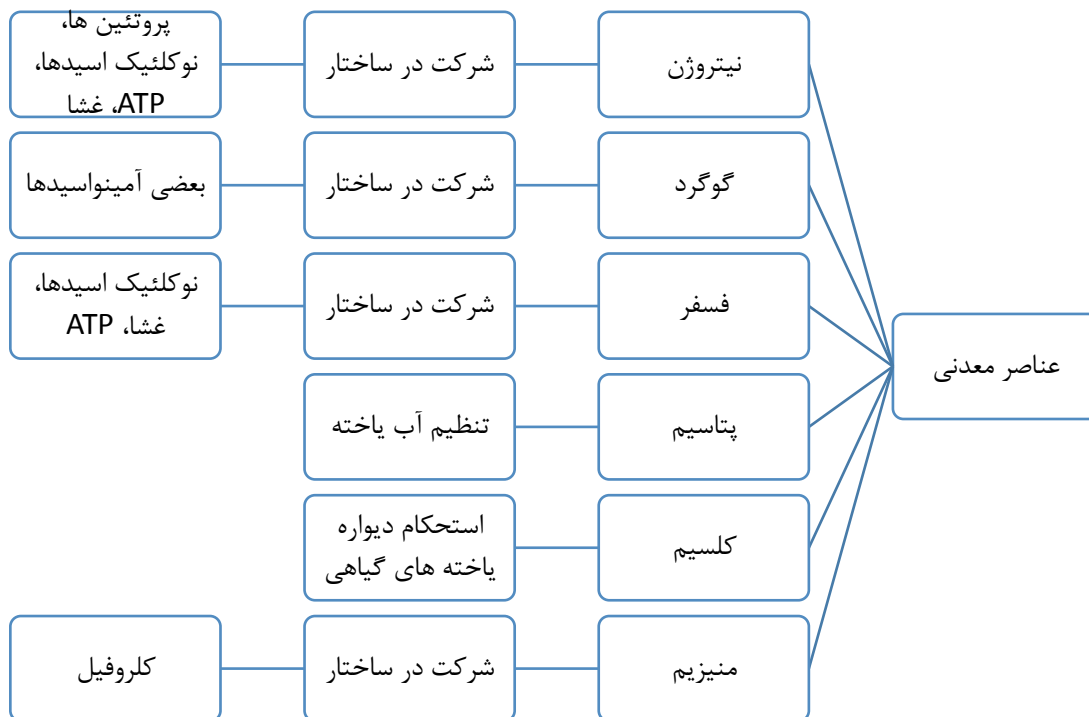 عناصر معدنی
نیتروژن
شرکت در ساختار
پروتئین ها،
نوکلئیک اسیدها،
ATP، غشا
گوگرد
شرکت در ساختار
بعضی آمینواسیدها
فسفر
شرکت در ساختار
نوکلئیک اسیدها،
غشا، ATP
پتاسیم
تنظیم آب یاخته
کلسیم
استحکام دیواره
یاخته های گیاهی
منیزیم
شرکت در ساختار
کلروفیل